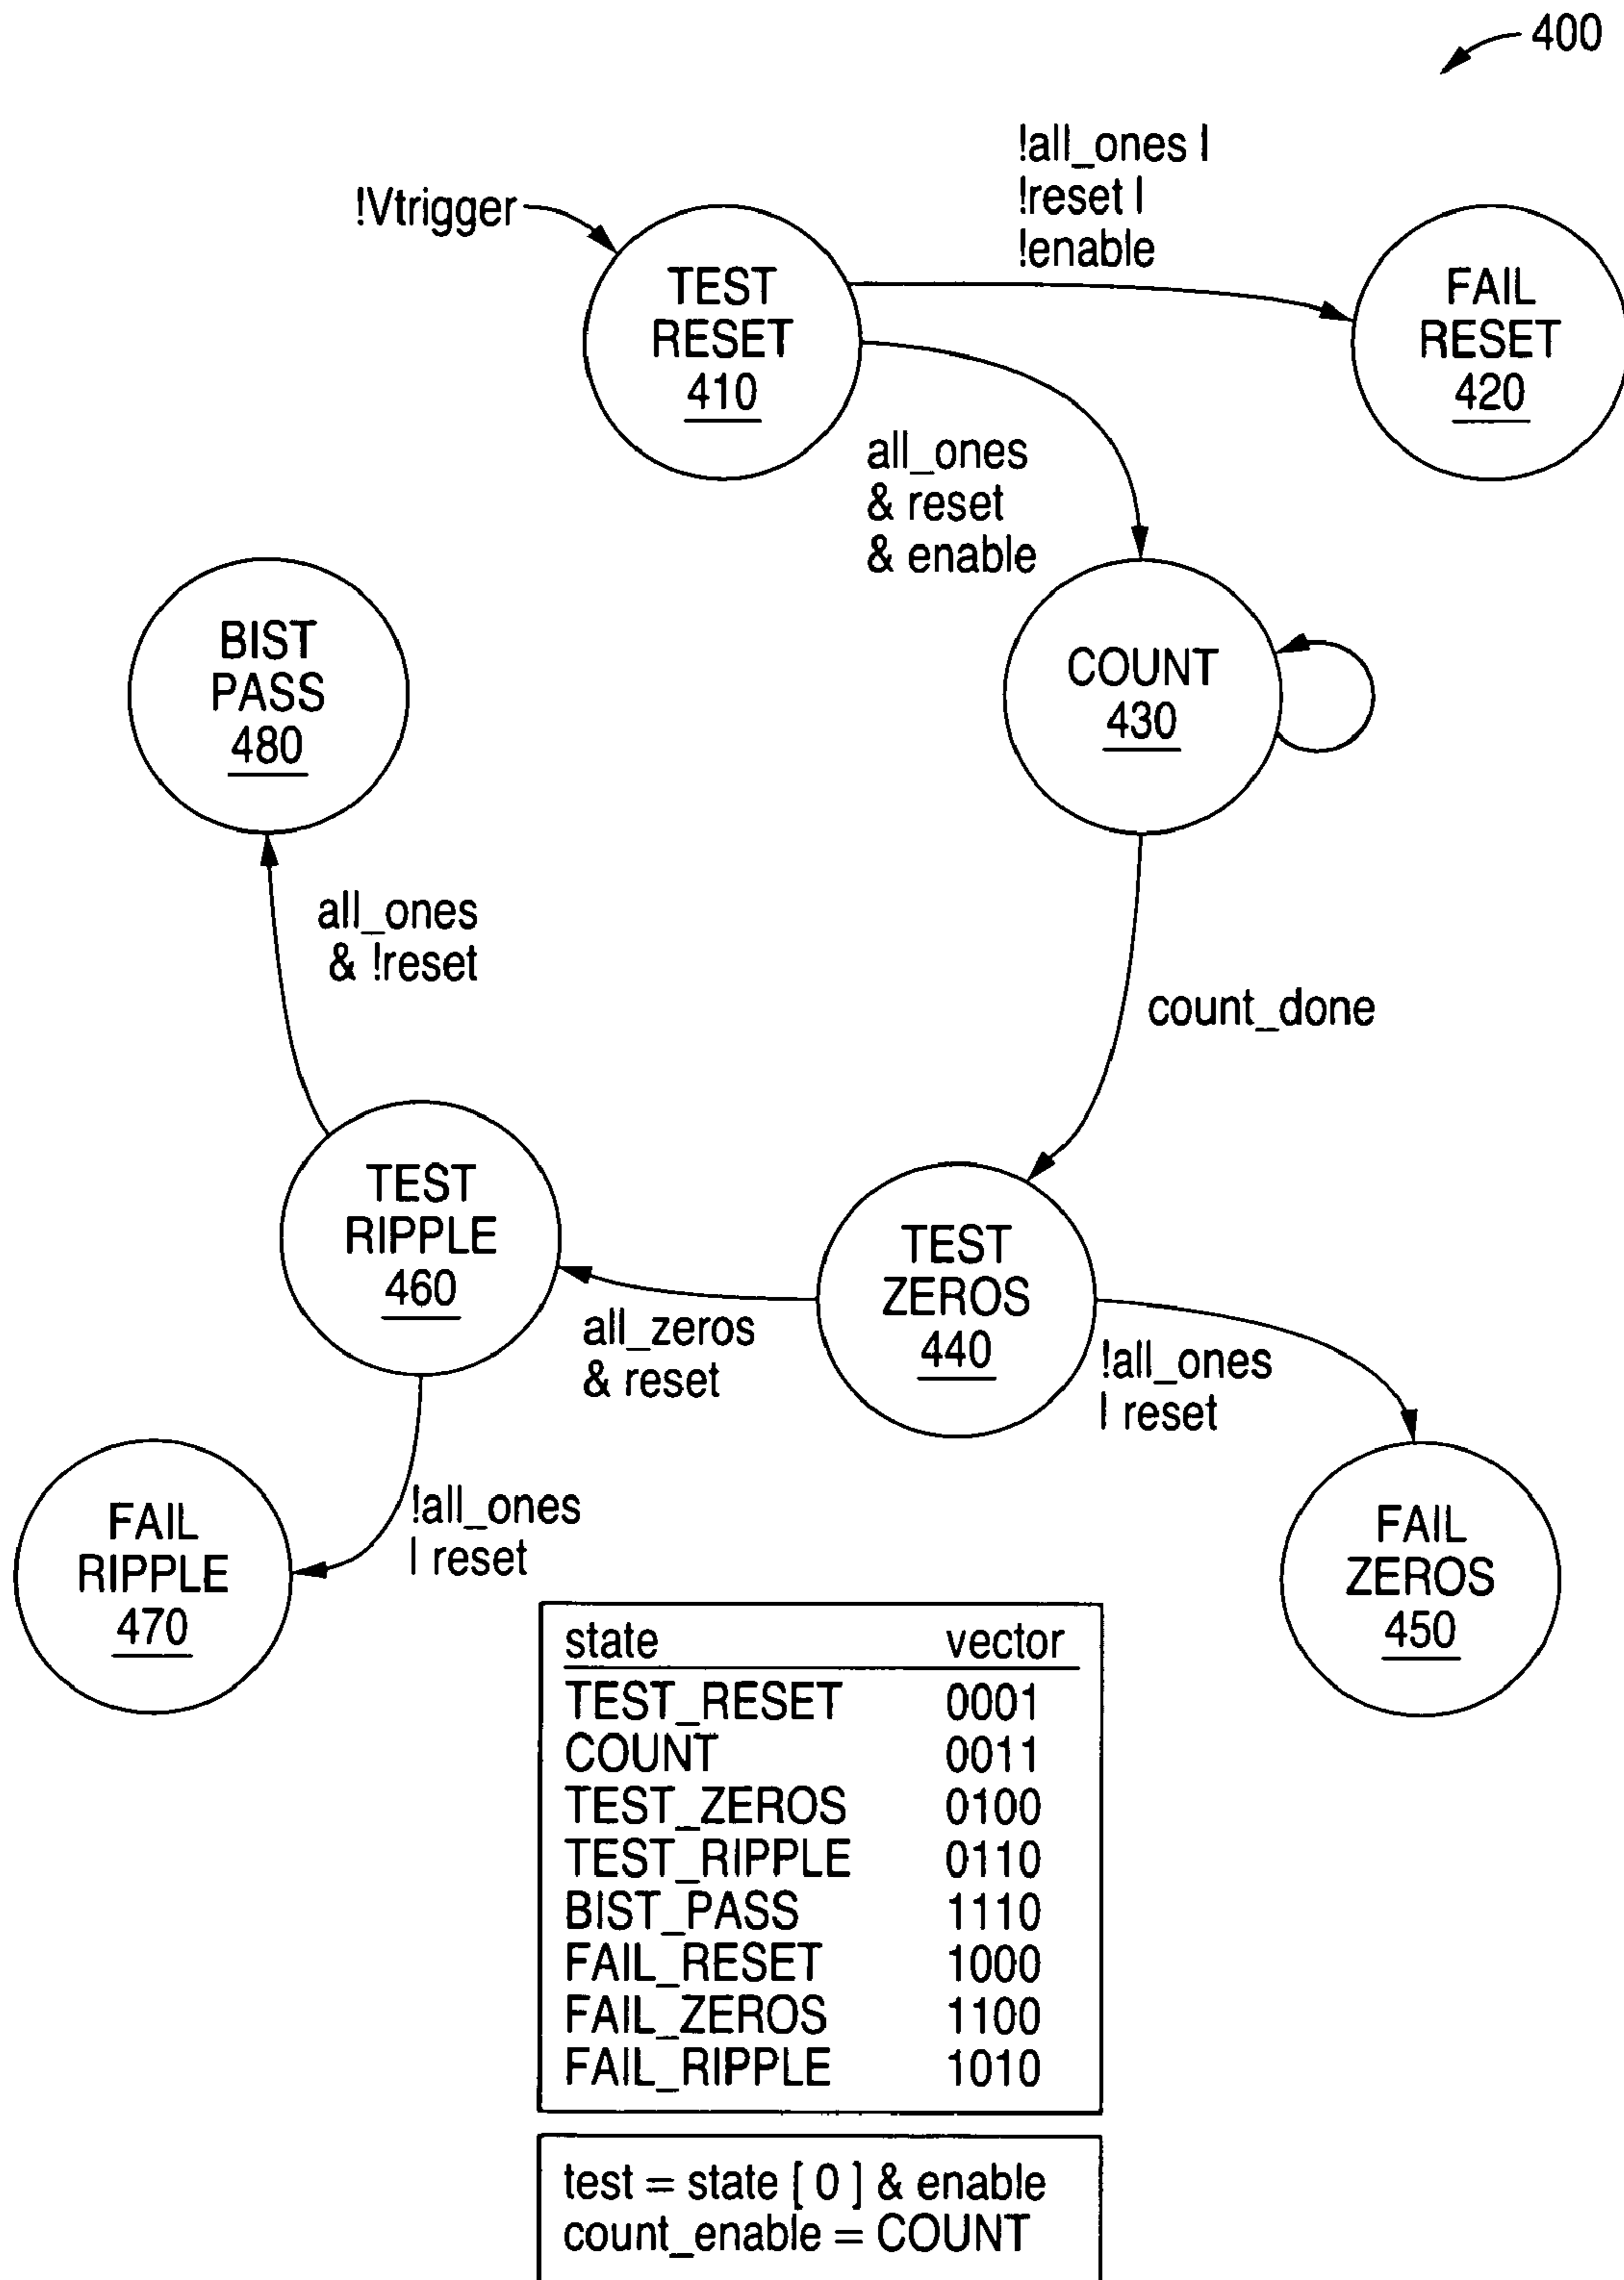 400
!Vtrigger
!all_ones |
!reset |
!enable
TEST
RESET
410
FAIL
RESET
420
all_ones
& reset
& enable
BIST
PASS
480
COUNT
430
all_ones
& !reset
count_done
TEST
RIPPLE
460
TEST
ZEROS
440
all_zeros
& reset
!all_ones
| reset
FAIL
RIPPLE
470
!all_ones
| reset
FAIL
ZEROS
450
state vector
TEST_RESET 0001
COUNT 0011
TEST_ZEROS 0100
TEST_RIPPLE 0110
BIST_PASS 1110
FAIL_RESET 1000
FAIL_ZEROS 1100
FAIL_RIPPLE 1010
test = state [ 0 ] & enable
count_enable = COUNT